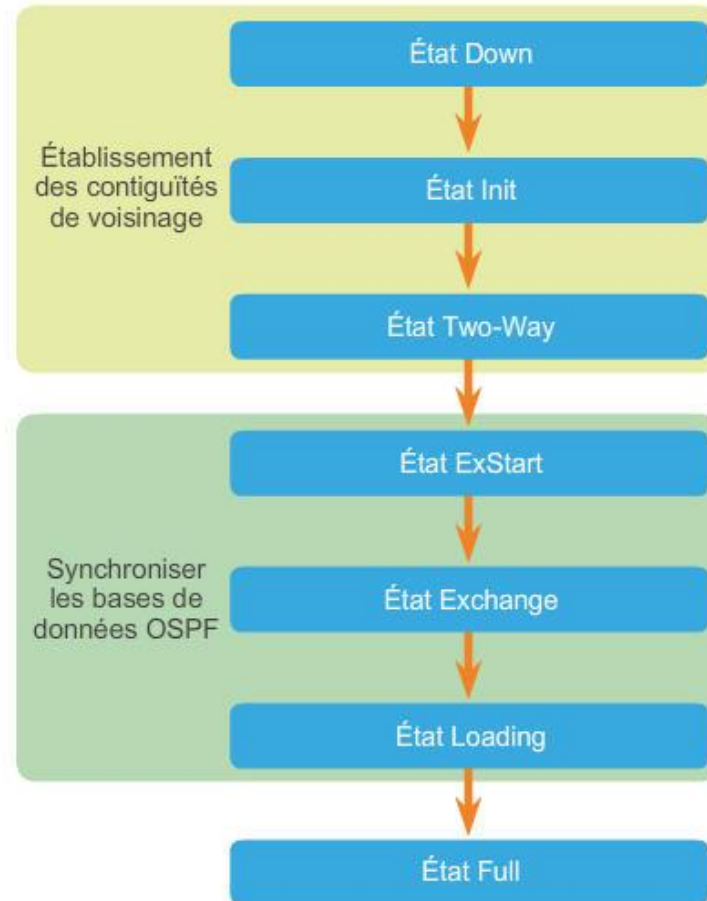 État Down
Établissement
des contiguïtés
de voisinage
État Init
État Two-Way
État ExStart
Synchroniser
les bases de
données OSPF
État Exchange
État Loading
État Full